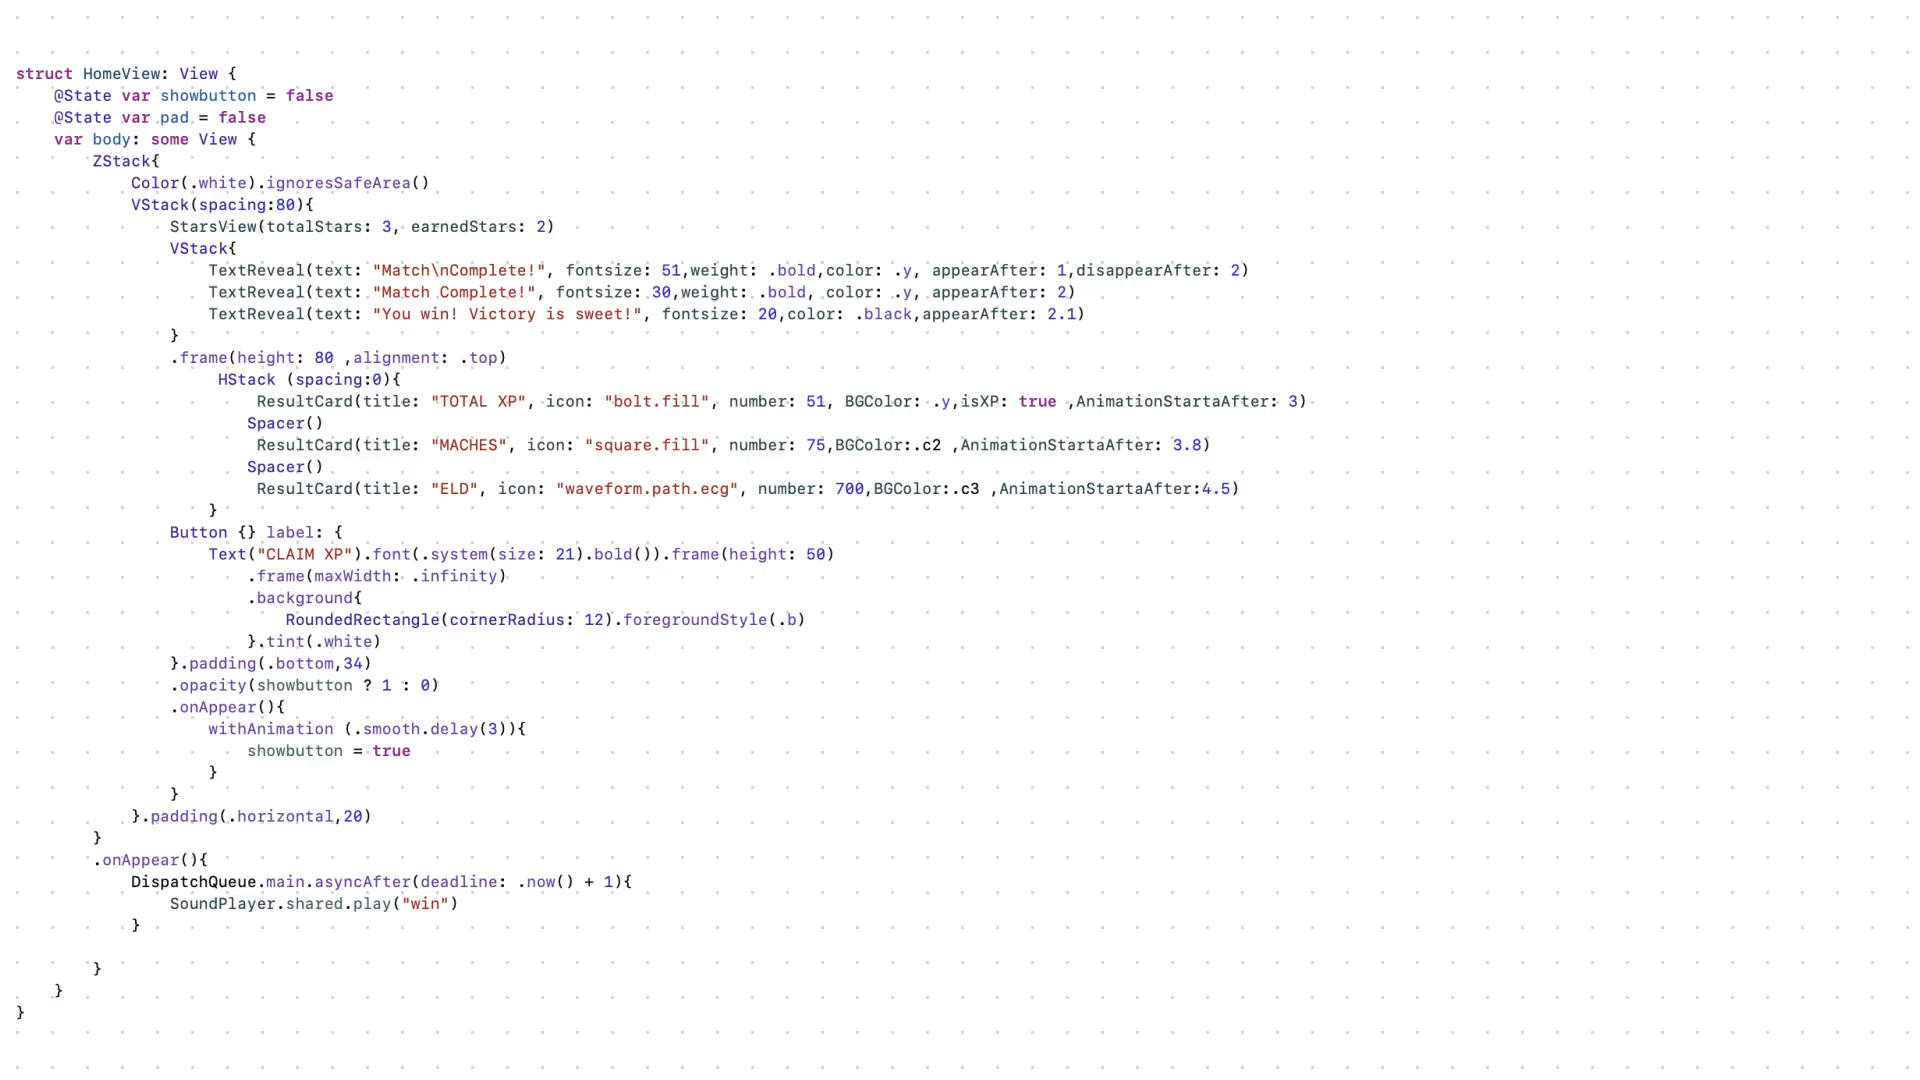 struct HomeView: View {
    @State var showbutton = false
    @State var pad = false
    var body: some View {
        ZStack{
            Color(.white).ignoresSafeArea()
            VStack(spacing:80){
                StarsView(totalStars: 3, earnedStars: 2)
                VStack{
                    TextReveal(text: "Match\nComplete!", fontsize: 51,weight: .bold,color: .y, appearAfter: 1,disappearAfter: 2)
                    TextReveal(text: "Match Complete!", fontsize: 30,weight: .bold, color: .y, appearAfter: 2)
                    TextReveal(text: "You win! Victory is sweet!", fontsize: 20,color: .black,appearAfter: 2.1)
                }
                .frame(height: 80 ,alignment: .top)
                     HStack (spacing:0){
                         ResultCard(title: "TOTAL XP", icon: "bolt.fill", number: 51, BGColor: .y,isXP: true ,AnimationStartaAfter: 3)
                        Spacer()
                         ResultCard(title: "MACHES", icon: "square.fill", number: 75,BGColor:.c2 ,AnimationStartaAfter: 3.8)
                        Spacer()
                         ResultCard(title: "ELD", icon: "waveform.path.ecg", number: 700,BGColor:.c3 ,AnimationStartaAfter:4.5)
                    }
                Button {} label: {
                    Text("CLAIM XP").font(.system(size: 21).bold()).frame(height: 50)
                        .frame(maxWidth: .infinity)
                        .background{
                            RoundedRectangle(cornerRadius: 12).foregroundStyle(.b)
                        }.tint(.white)
                }.padding(.bottom,34)
                .opacity(showbutton ? 1 : 0)
                .onAppear(){
                    withAnimation (.smooth.delay(3)){
                        showbutton = true
                    }
                }
            }.padding(.horizontal,20)
        }
        .onAppear(){
            DispatchQueue.main.asyncAfter(deadline: .now() + 1){
                SoundPlayer.shared.play("win")
            }

        }
    }
}